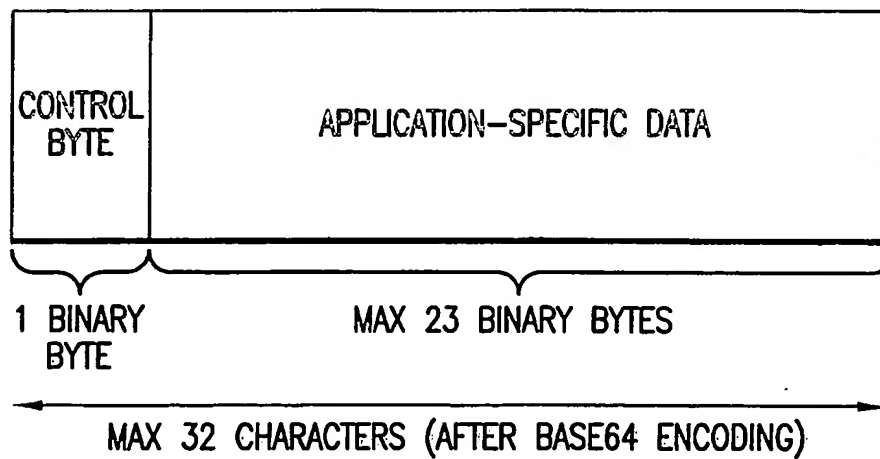 CONTROL
BYTE
APPLICATION-SPECIFIC DATA
1 BINARY
BYTE
MAX 23 BINARY BYTES
MAX 32 CHARACTERS (AFTER BASE64 ENCODING)